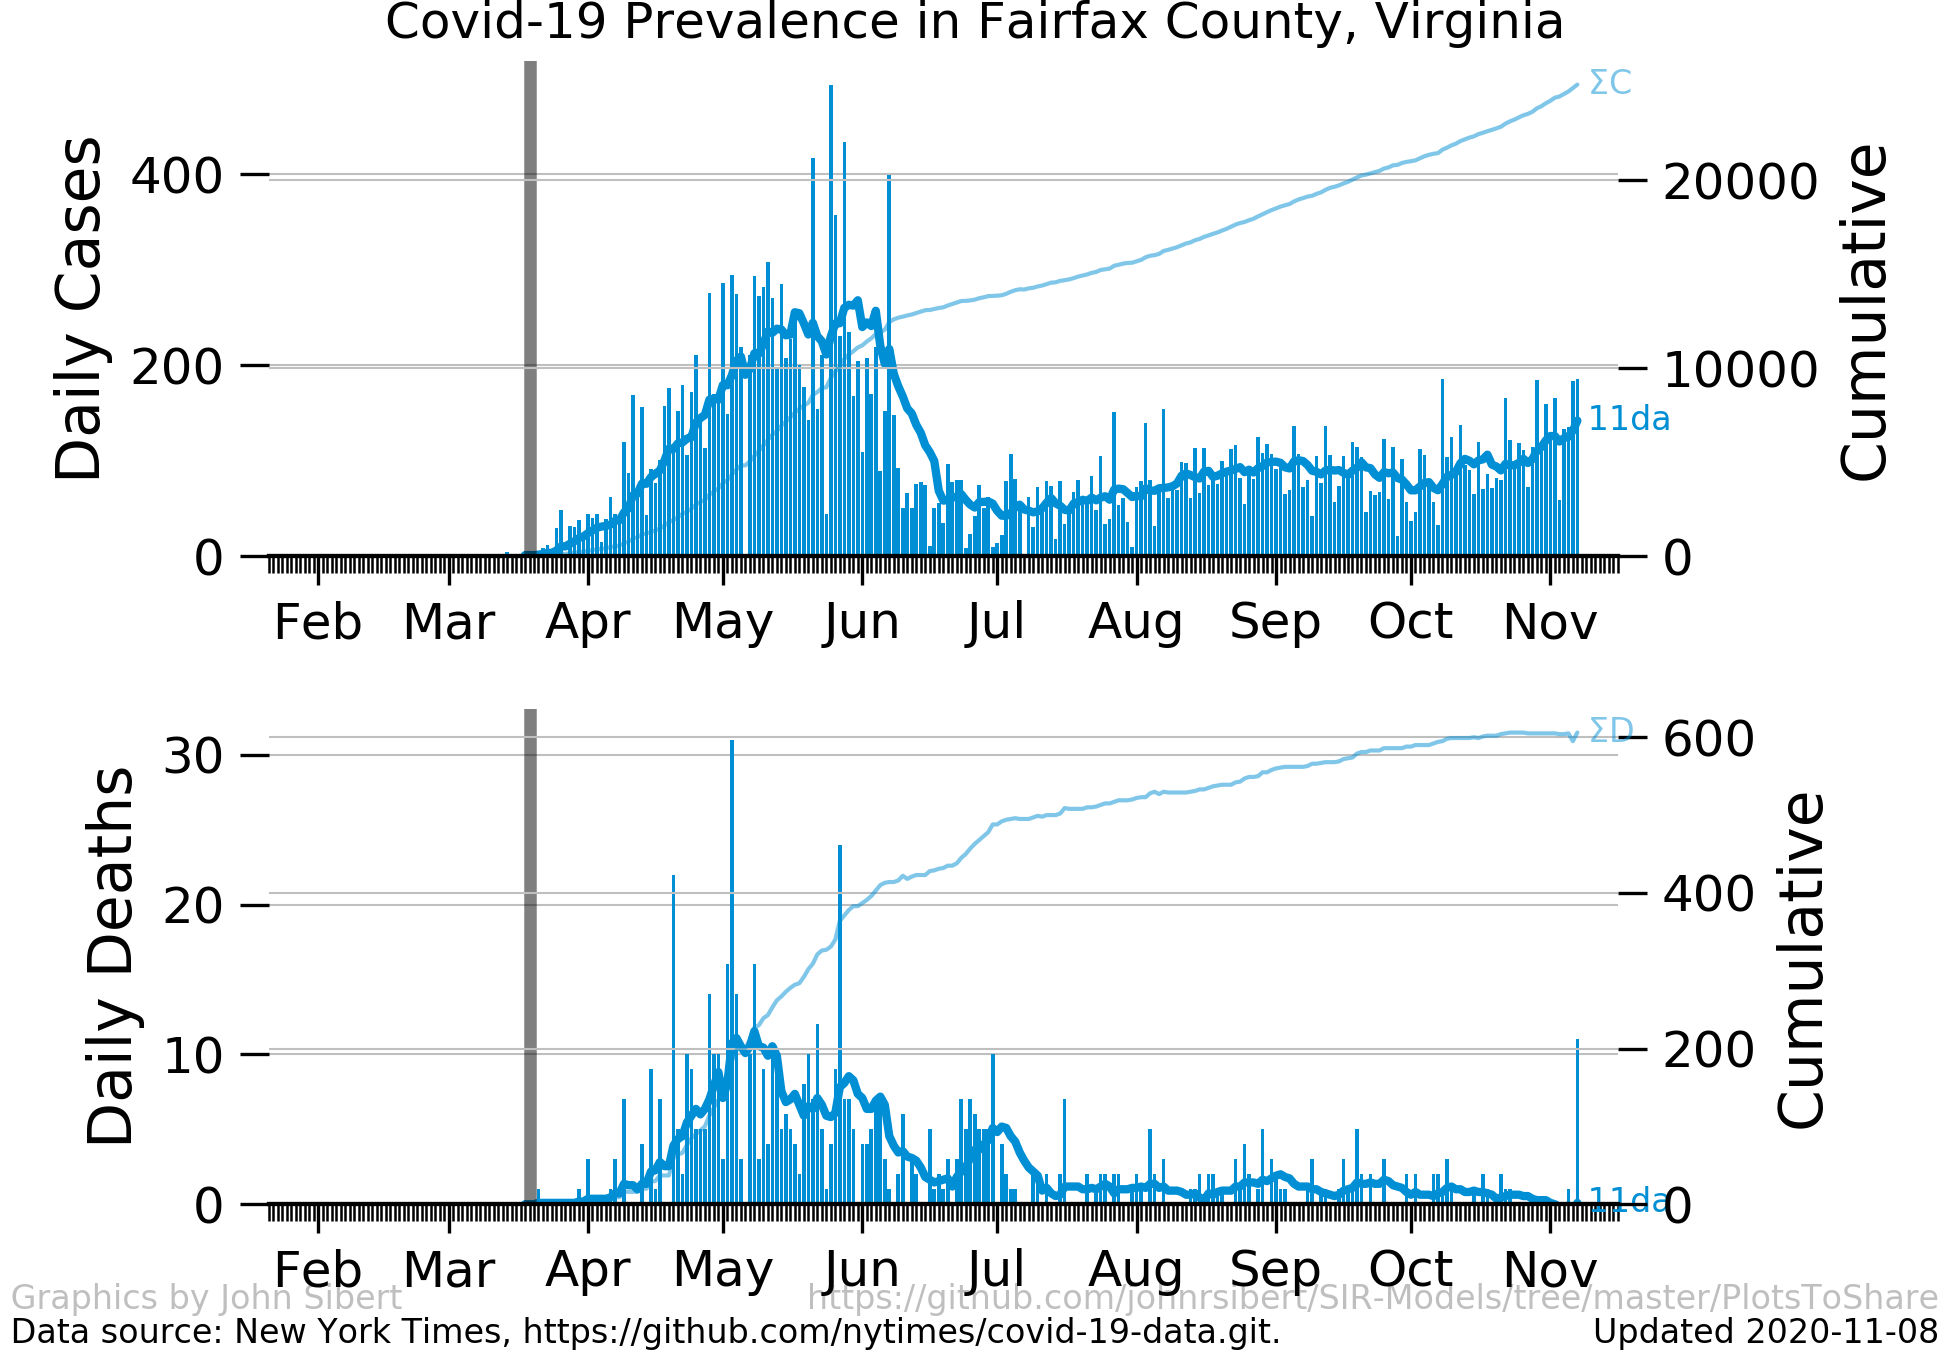 Covid-19 Prevalence in Fairfax County, Virginia
Daily Cases
400
200
0
ΣC
20000
10000
0
11da
Cumulative
Feb Mar Apr May Jun Jul Aug Sep Oct Nov
Daily Deaths
30
20
10
0
ΣD
600
400
200
0
11da
Cumulative
Feb Mar Apr May Jun Jul Aug Sep Oct Nov
Graphics by John Sibert https://github.com/johnrsibert/SIR-Models/tree/master/PlotsToShare
Data source: New York Times, https://github.com/nytimes/covid-19-data.git. Updated 2020-11-08